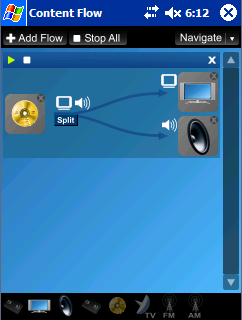 Content Flow 6:12
Add Flow Stop All Navigate
Split
TV FM AM